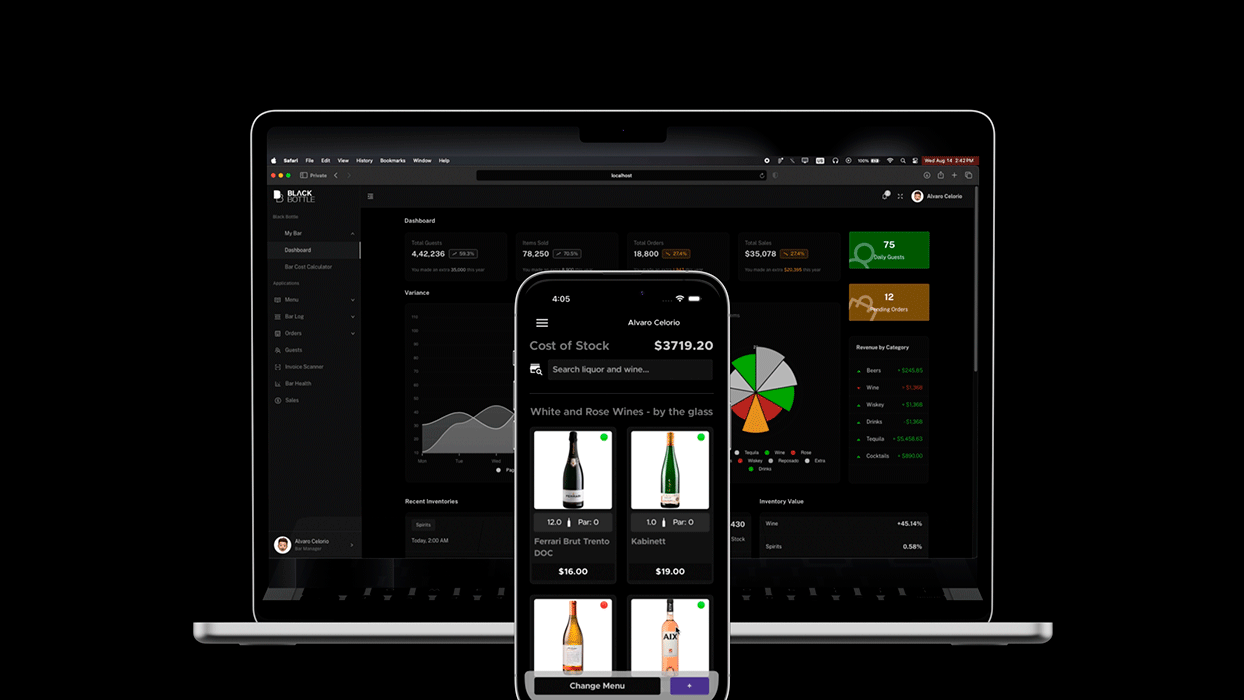 Safari File Edit View History Bookmarks Window Help
100% Wed Aug 14 2:42 PM
Private
localhost
BLACK
BOTTLE
Alvaro Celorio
Black Bottle
My Bar
Dashboard
Bar Cost Calculator
Applications
Menu
Bar Log
Orders
Guests
Invoice Scanner
Bar Health
Sales
Alvaro Celorio
Bar Manager
Dashboard
Total Guests
4,42,236 59.3%
You made an extra 35,000 this year
Items Sold
78,250 70.5%
Total Orders
18,800 27.4%
Total Sales
$35,078 27.4%
You made an extra $20,395 this year
75
Daily Guests
12
Pending Orders
Variance
Mon Tue Wed
Tequila Wine Rose
Wiskey Reposado Extra
Drinks
Revenue by Category
Beers + $245.65
Wine + $1,368
Wiskey + $1,368
Drinks -$1,368
Tequila + $5,458.63
Cocktails + $890.00
Recent Inventories
Spirits
Today, 2:00 AM
430
Stock
Inventory Value
Wine +45.14%
Spirits 0.58%
4:05
Alvaro Celorio
Cost of Stock $3719.20
Search liquor and wine...
White and Rose Wines - by the glass
12.0 Par: 0
Ferrari Brut Trento
DOC
$16.00
1.0 Par: 0
Kabinett
$19.00
AIX
Change Menu +